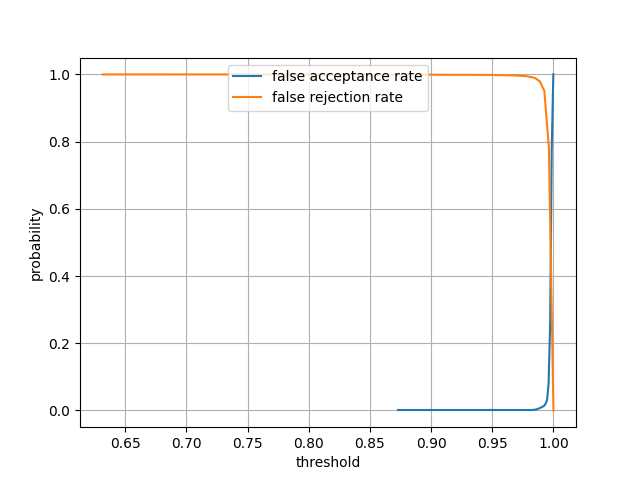 false acceptance rate
false rejection rate
1.0
0.8
0.6
0.4
0.2
0.0
probability
0.65 0.70 0.75 0.80 0.85 0.90 0.95 1.00
threshold